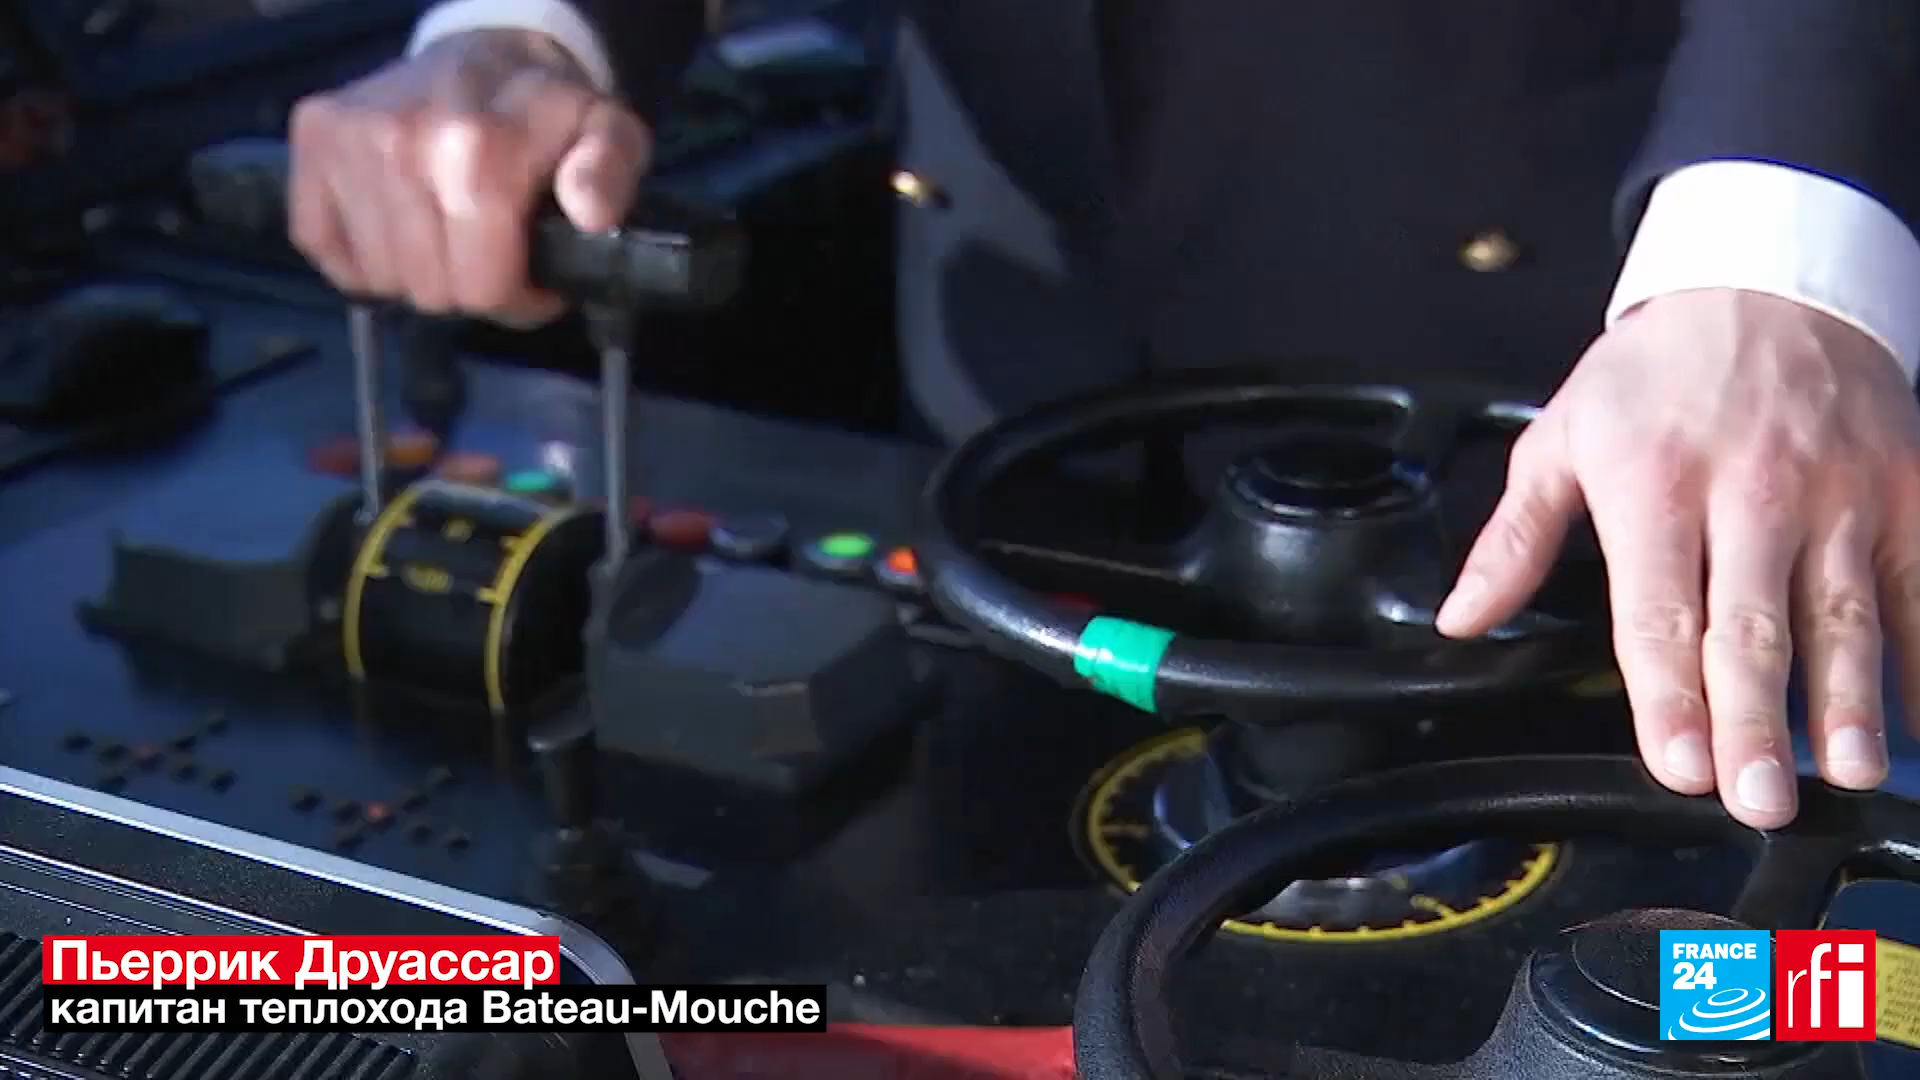 Пьеррик Друассар
капитан теплохода Bateau-Mouche
FRANCE
24
rfi